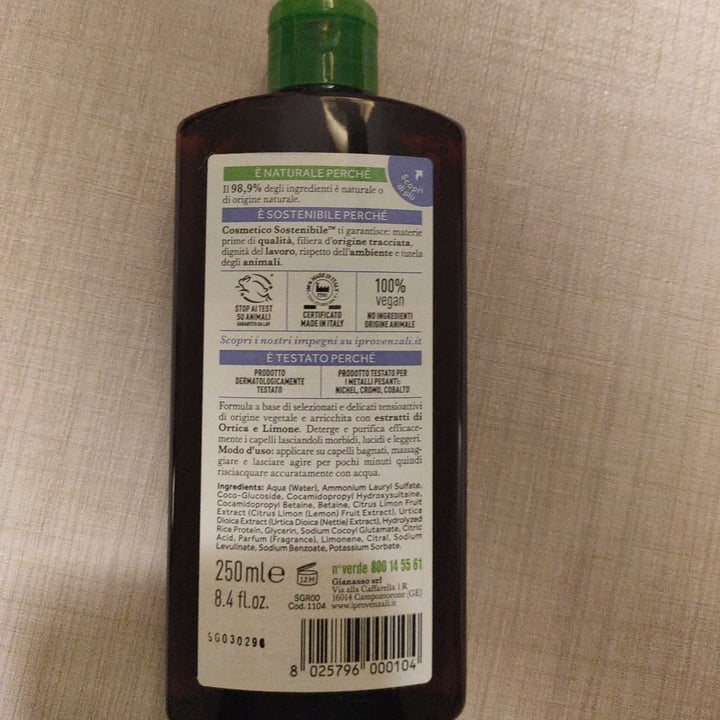 È NATURALE PERCHÉ
Scopri
di più
Il 98,9% degli ingredienti è naturale o
di origine naturale.
È SOSTENIBILE PERCHÉ
Cosmetico Sostenibile™ ti garantisce: materie
prime di qualità, filiera d'origine tracciata,
dignità del lavoro, rispetto dell'ambiente e tutela
degli animali.
STOP AI TEST
SU ANIMALI
GARANTITO DA LAV
MADE IN ITALY
CERTIFICATO
MADE IN ITALY
100%
vegan
NO INGREDIENTI
ORIGINE ANIMALE
Scopri i nostri impegni su iprovenzali.it
È TESTATO PERCHÉ
PRODOTTO
DERMATOLOGICAMENTE
TESTATO
PRODOTTO TESTATO PER
I METALLI PESANTI:
NICHEL, CROMO, COBALTO
Formula a base di selezionati e delicati tensioattivi
di origine vegetale e arricchita con estratti di
Ortica e Limone. Deterge e purifica efficace-
mente i capelli lasciandoli morbidi, lucidi e leggeri.
Modo d'uso: applicare su capelli bagnati, massag-
giare e lasciare agire per pochi minuti quindi
risciacquare accuratamente con acqua.
Ingredients: Aqua (Water), Ammonium Lauryl Sulfate,
Coco-Glucoside, Cocamidopropyl Hydroxysultaine,
Cocamidopropyl Betaine, Betaine, Citrus Limon Fruit
Extract (Citrus Limon (Lemon) Fruit Extract), Urtica
Dioica Extract (Urtica Dioica (Nettle) Extract), Hydrolyzed
Rice Protein, Glycerin, Sodium Cocoyl Glutamate, Citric
Acid, Parfum (Fragrance), Limonene, Citral, Sodium
Levulinate, Sodium Benzoate, Potassium Sorbate.
250ml e
8.4 fl.oz.
12M
SGR00
Cod. 1104
n°verde 800 14 55 61
Gianasso srl
Via alla Caffarella 1 R
16014 Campomorone (GE)
www.iprovenzali.it
SG03029
8 025796 000104